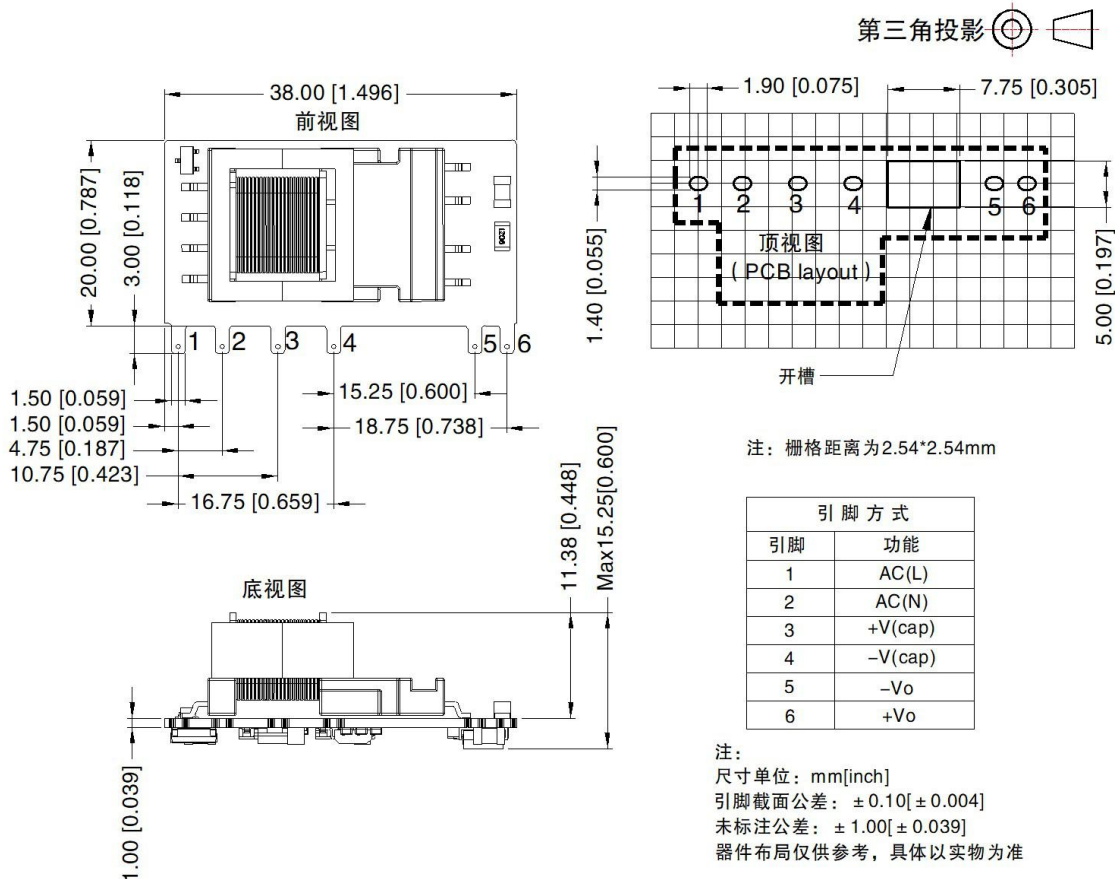 第三角投影
38.00 [1.496]
前视图
20.00 [0.787]
3.00 [0.118]
1206
1 2 3 4 5 6
1.50 [0.059]
1.50 [0.059]
4.75 [0.187]
10.75 [0.423]
16.75 [0.659]
15.25 [0.600]
18.75 [0.738]
1.90 [0.075]
7.75 [0.305]
1 2 3 4 5 6
顶视图
( PCB layout )
1.40 [0.055]
5.00 [0.197]
开槽
注：栅格距离为2.54*2.54mm
底视图
11.38 [0.448]
Max15.25[0.600]
1.00 [0.039]
引 脚 方 式
引脚 功能
1 AC(L)
2 AC(N)
3 +V(cap)
4 −V(cap)
5 −Vo
6 +Vo
注：
尺寸单位：mm[inch]
引脚截面公差：±0.10[±0.004]
未标注公差：±1.00[±0.039]
器件布局仅供参考，具体以实物为准